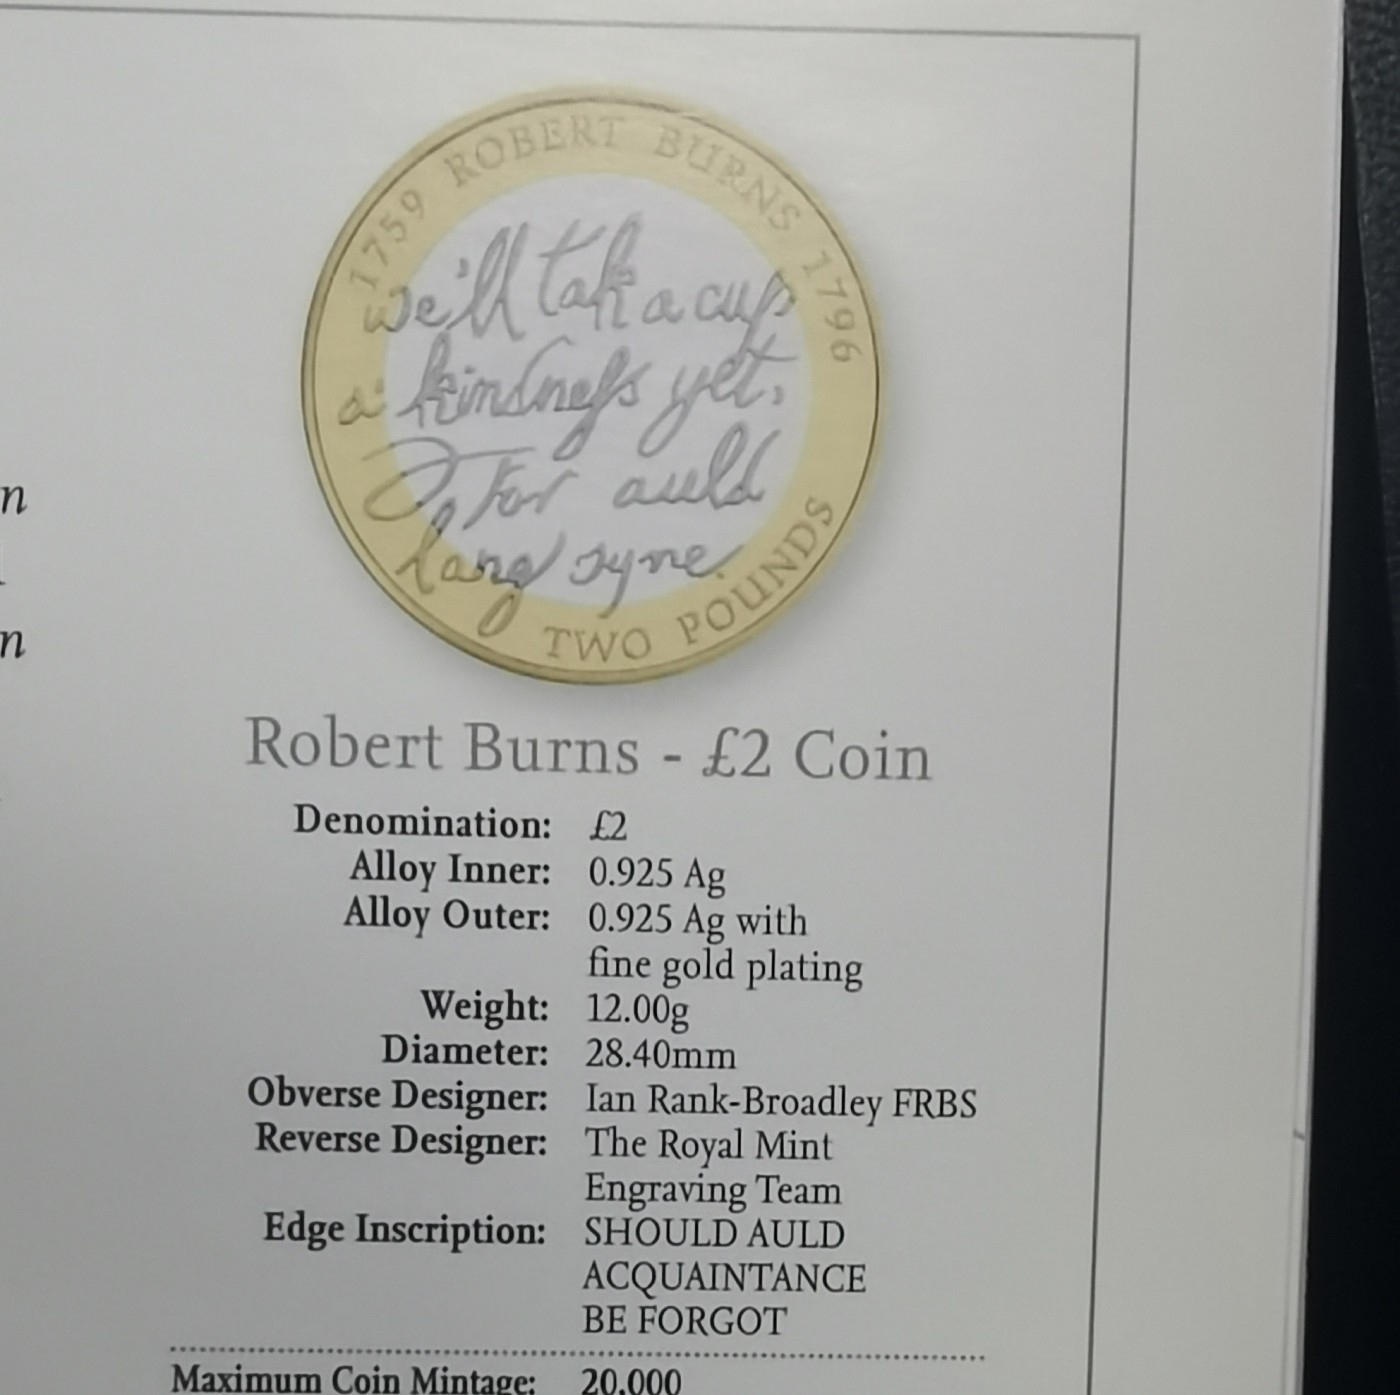 1759 ROBERT BURNS 1796
we'll tak a cup
a' kindness yet,
for auld
lang syne.
TWO POUNDS
n
n
Robert Burns - £2 Coin
Denomination: £2
Alloy Inner: 0.925 Ag
Alloy Outer: 0.925 Ag with
fine gold plating
Weight: 12.00g
Diameter: 28.40mm
Obverse Designer: Ian Rank-Broadley FRBS
Reverse Designer: The Royal Mint
Engraving Team
Edge Inscription: SHOULD AULD
ACQUAINTANCE
BE FORGOT
Maximum Coin Mintage: 20,000